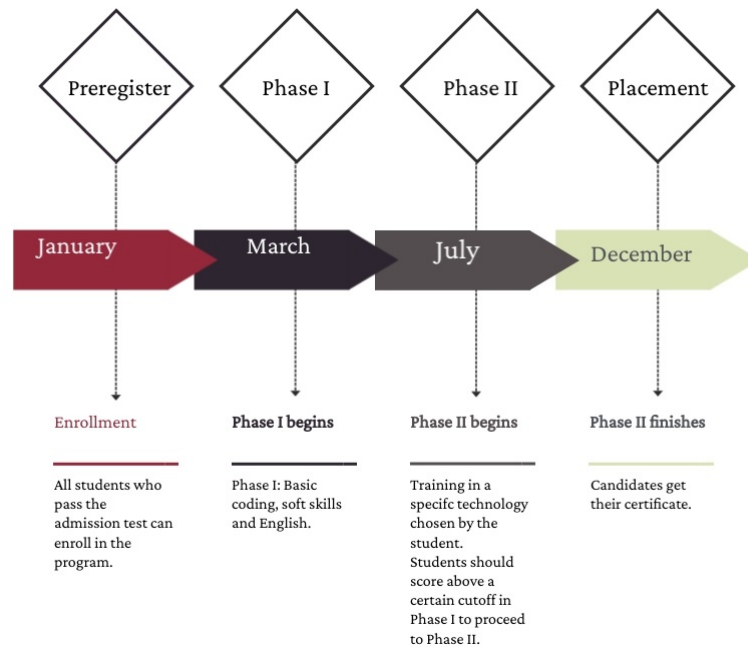 Preregister
Phase I
Phase II
Placement
January
March
July
December
Enrollment
Phase I begins
Phase II begins
Phase II finishes
All students who
pass the
admission test can
enroll in the
program.
Phase I: Basic
coding, soft skills
and English.
Training in a
specifc technology
chosen by the
student.
Students should
score above a
certain cutoff in
Phase I to proceed
to Phase II.
Candidates get
their certificate.